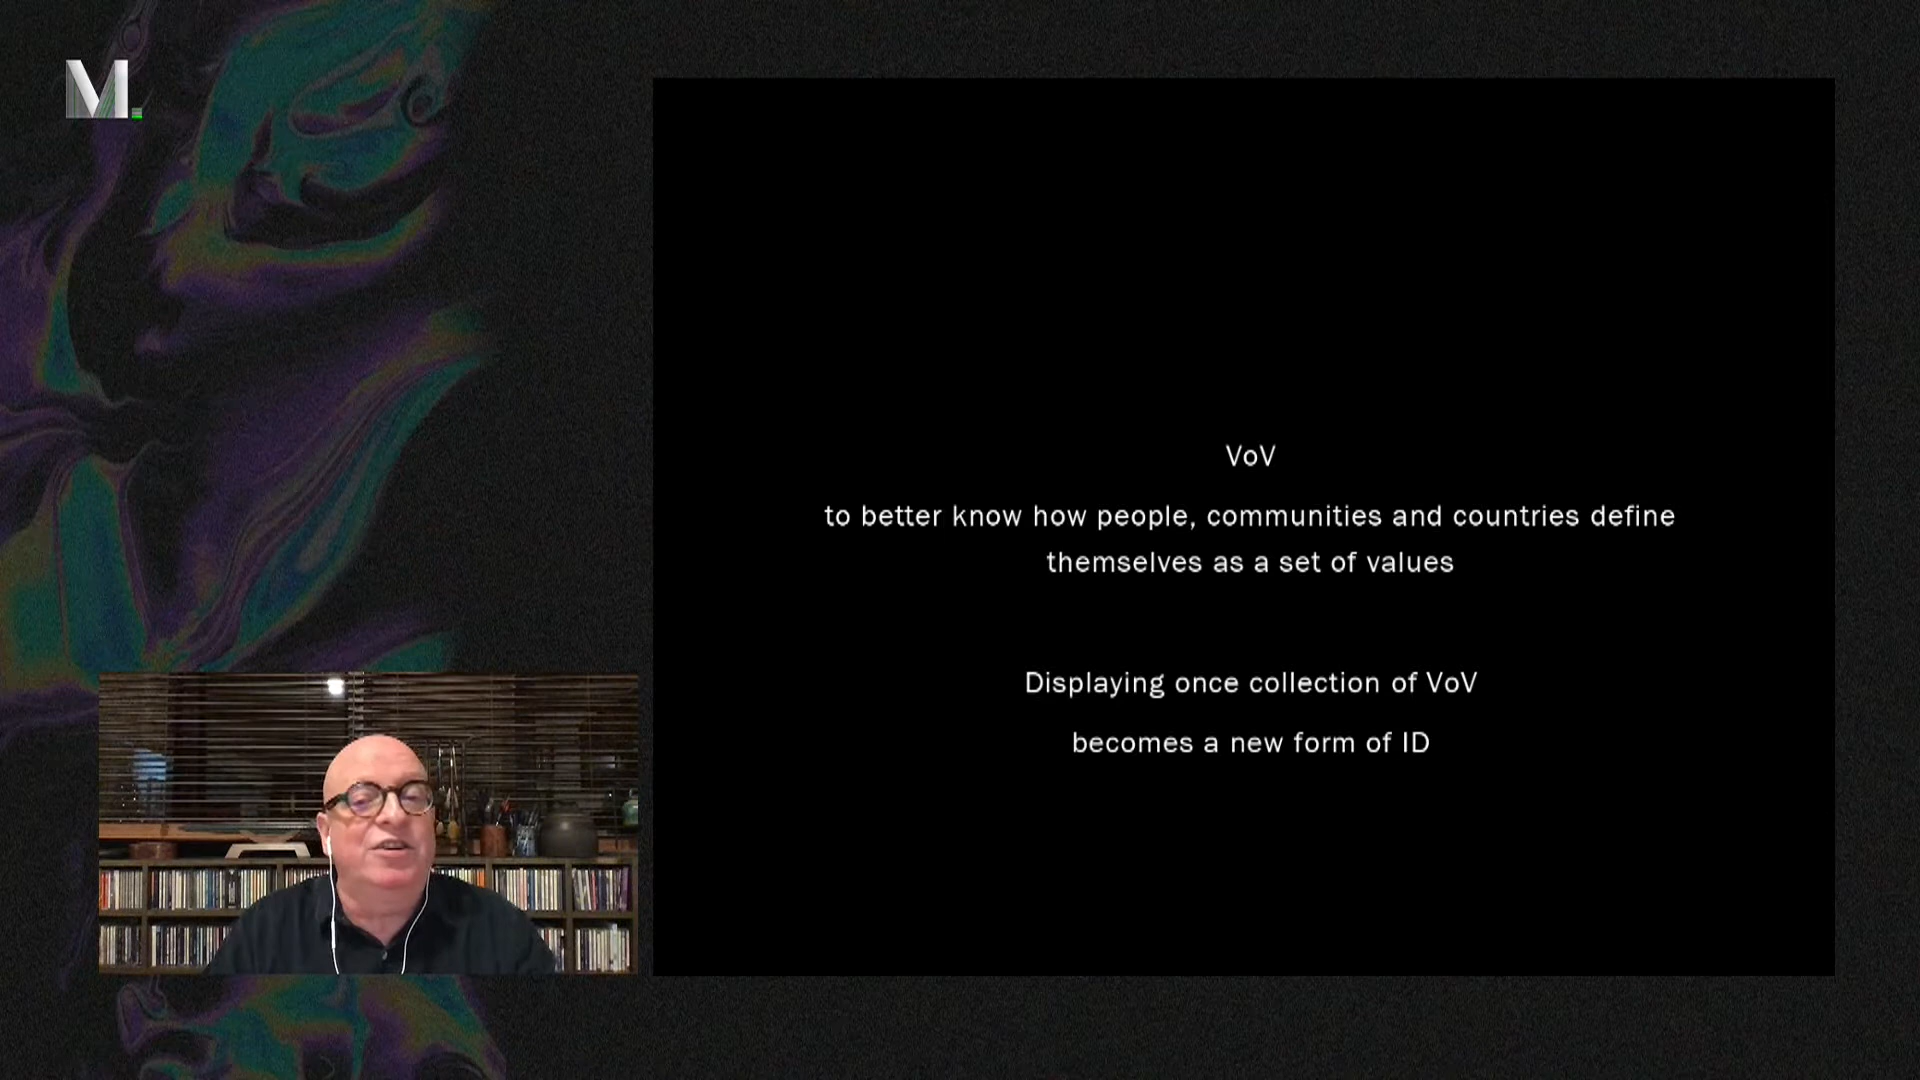 M.
VoV
to better know how people, communities and countries define
themselves as a set of values
Displaying once collection of VoV
becomes a new form of ID